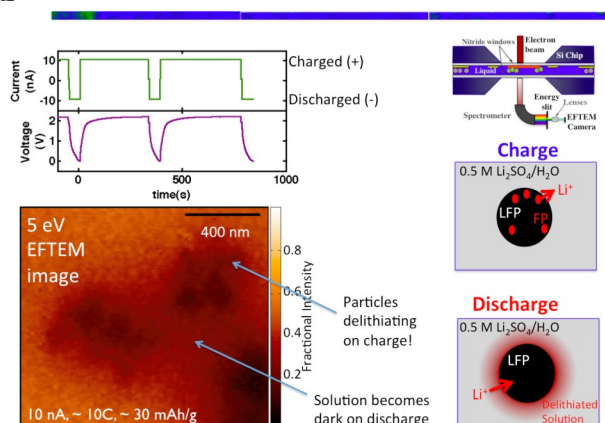 10
0
-10
Current
(nA)
Charged (+)
Discharged (-)
2
1
0
Voltage
(V)
0
500
1000
time(s)
5 eV
EFTEM
image
400 nm
0.8
0.6
0.4
0.2
Fractional Intensity
10 nA, ~ 10C, ~ 30 mAh/g
Particles
delithiating
on charge!
Solution becomes
dark on discharge
Nitride windows
Electron
beam
Si Chip
Liquid
Energy
slit
Lenses
Spectrometer
EFTEM
Camera
Charge
0.5 M Li₂SO₄/H₂O
Li⁺
LFP
FP
Discharge
0.5 M Li₂SO₄/H₂O
LFP
Li⁺
Delithiated
Solution